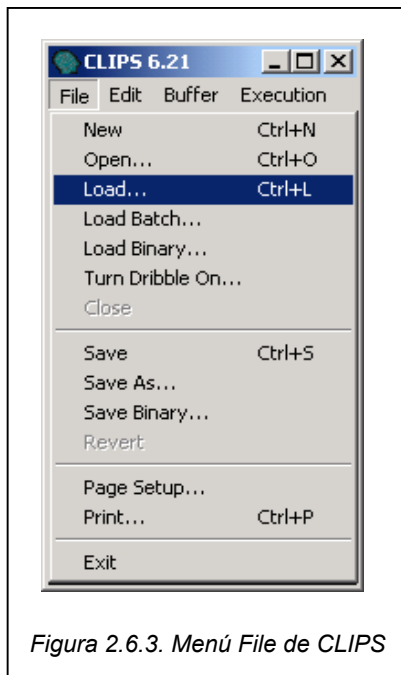 CLIPS 6.21
File Edit Buffer Execution
New Ctrl+N
Open... Ctrl+O
Load... Ctrl+L
Load Batch...
Load Binary...
Turn Dribble On...
Close
Save Ctrl+S
Save As...
Save Binary...
Revert
Page Setup...
Print... Ctrl+P
Exit
Figura 2.6.3. Menú File de CLIPS